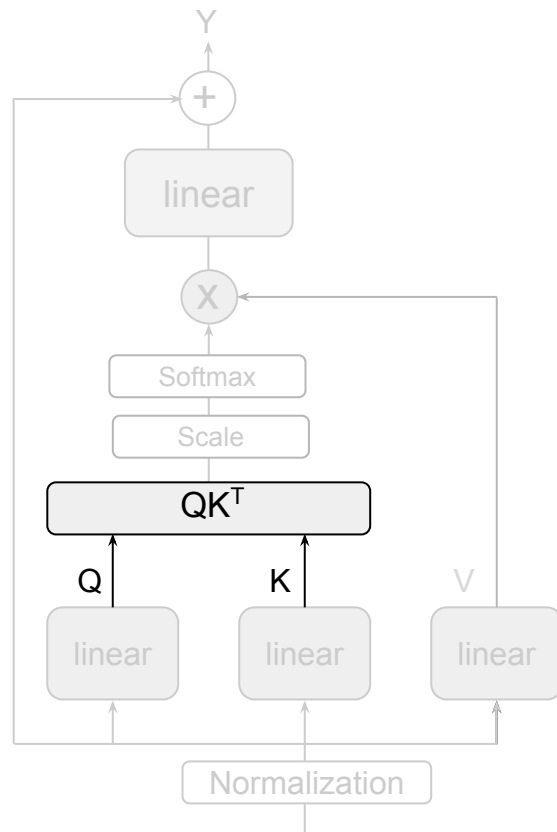 Y
+
linear
x
Softmax
Scale
QKᵀ
Q K V
linear linear linear
Normalization